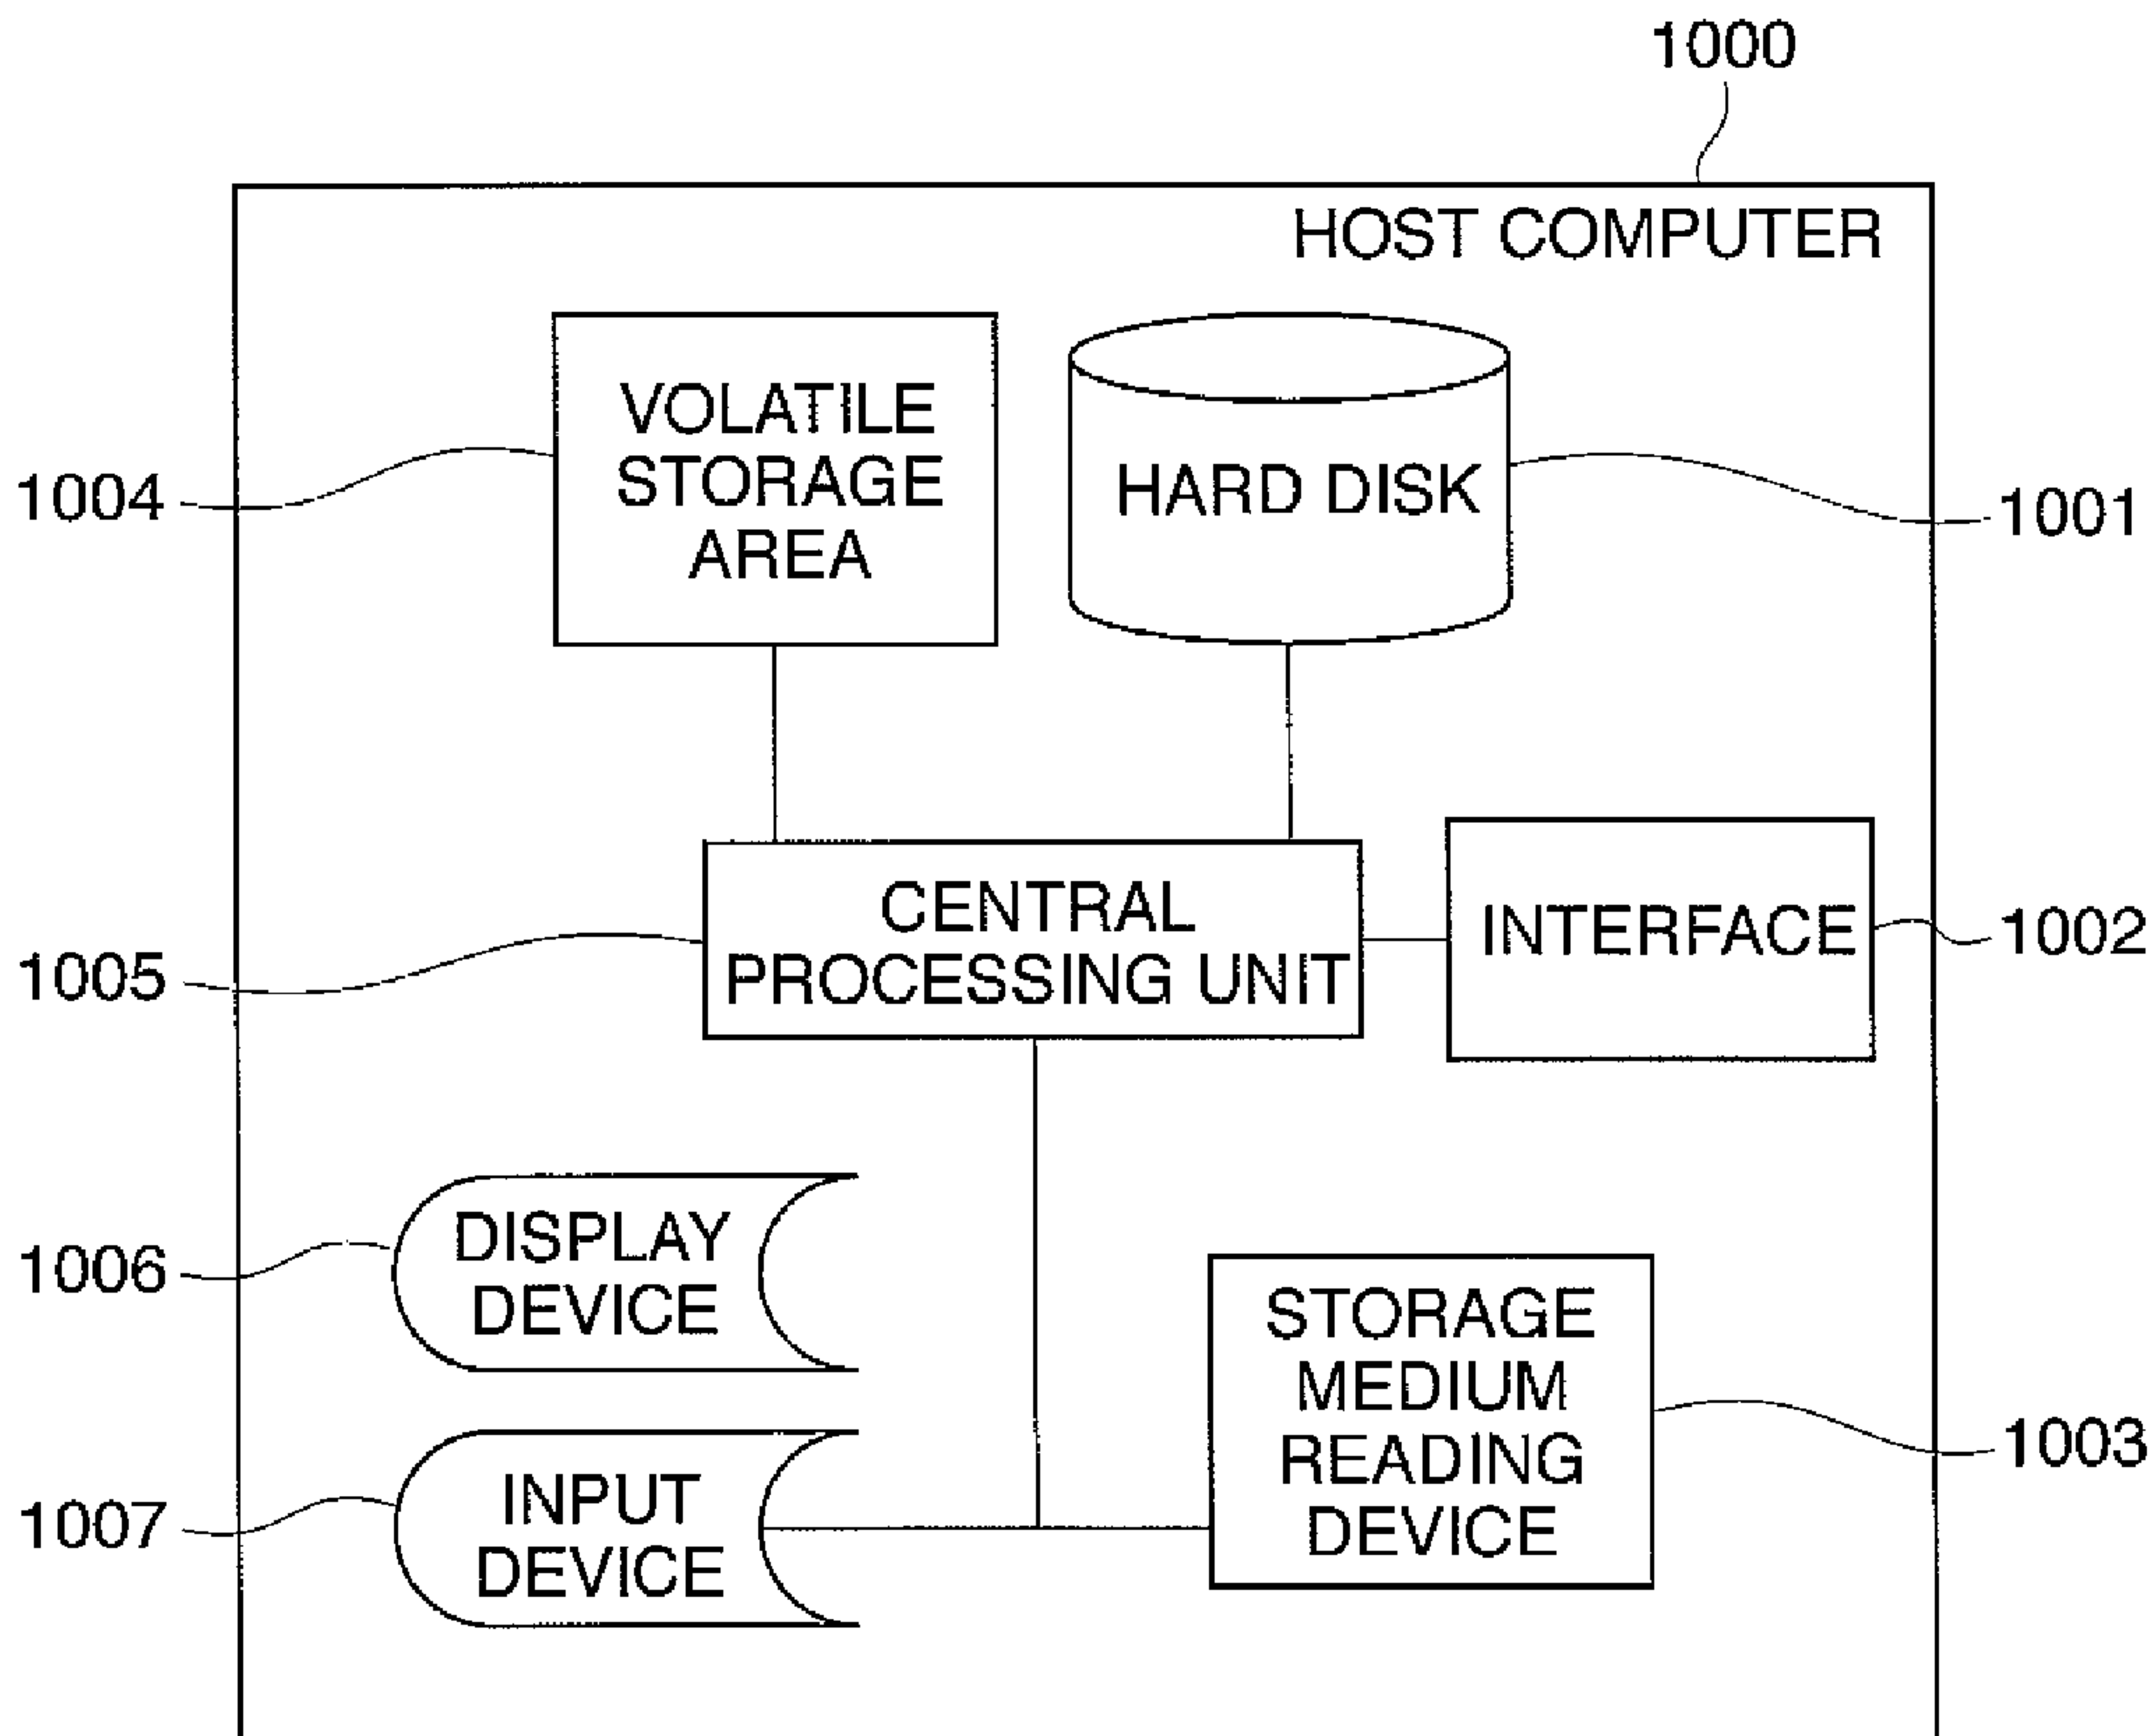 1000
HOST COMPUTER
VOLATILE
STORAGE
AREA
HARD DISK
1004
1001
CENTRAL
PROCESSING UNIT
INTERFACE
1005
1002
DISPLAY
DEVICE
1006
STORAGE
MEDIUM
READING
DEVICE
1003
INPUT
DEVICE
1007